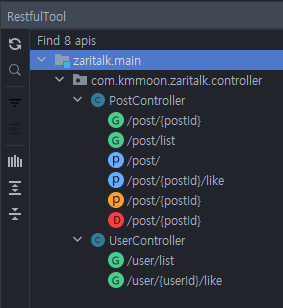 RestfulTool
Find 8 apis
zaritalk.main
com.kmmoon.zaritalk.controller
C PostController
G /post/{postId}
G /post/list
p /post/
p /post/{postId}/like
p /post/{postId}
D /post/{postId}
C UserController
G /user/list
G /user/{userId}/like